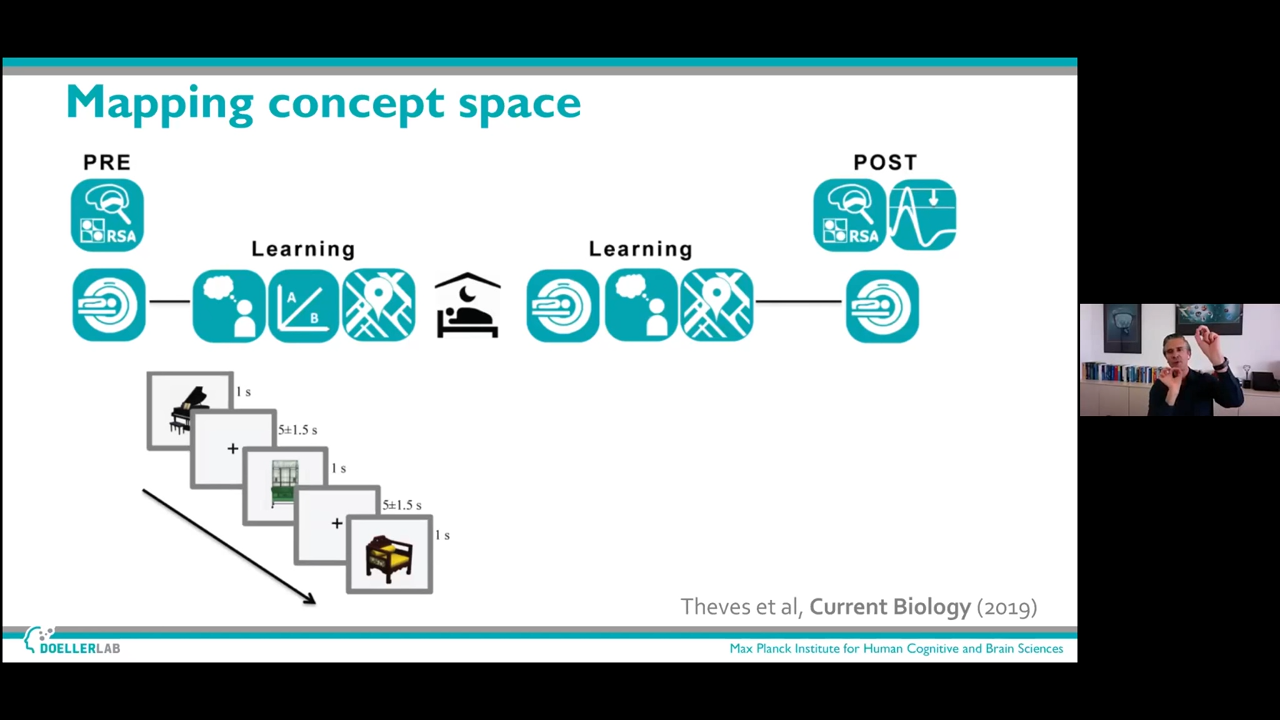 Mapping concept space
PRE
POST
RSA
RSA
Learning
Learning
A
B
1 s
5±1.5 s
1 s
5±1.5 s
1 s
Theves et al, Current Biology (2019)
DOELLERLAB
Max Planck Institute for Human Cognitive and Brain Sciences